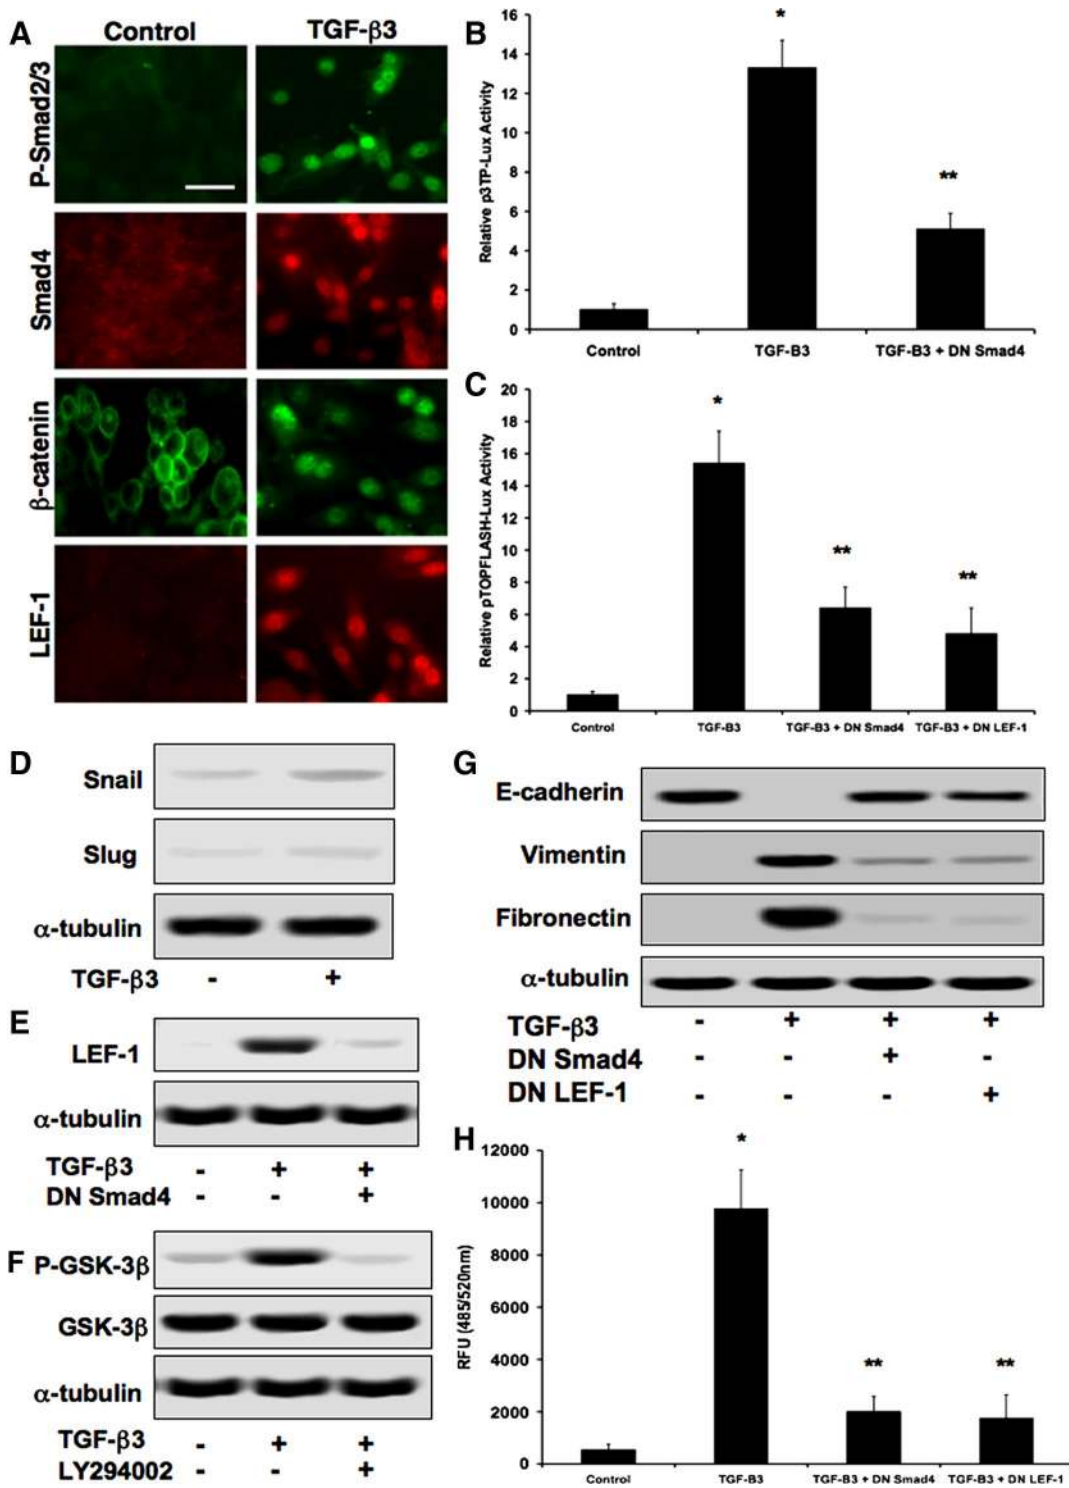 A
Control
TGF-β3
P-Smad2/3
Smad4
β-catenin
LEF-1
B
Relative p3TP-Lux Activity
16
14
12
10
8
6
4
2
0
*
**
Control
TGF-B3
TGF-B3 + DN Smad4
C
Relative pTOPFLASH-Lux Activity
20
18
16
14
12
10
8
6
4
2
0
*
**
**
Control
TGF-B3
TGF-B3 + DN Smad4
TGF-B3 + DN LEF-1
D
Snail
Slug
α-tubulin
TGF-β3 - +
E
LEF-1
α-tubulin
TGF-β3 - + +
DN Smad4 - - +
F
P-GSK-3β
GSK-3β
α-tubulin
TGF-β3 - + +
LY294002 - - +
G
E-cadherin
Vimentin
Fibronectin
α-tubulin
TGF-β3 - + + +
DN Smad4 - - + -
DN LEF-1 - - - +
H
RFU (485/520nm)
12000
10000
8000
6000
4000
2000
0
*
**
**
Control
TGF-B3
TGF-B3 + DN Smad4
TGF-B3 + DN LEF-1